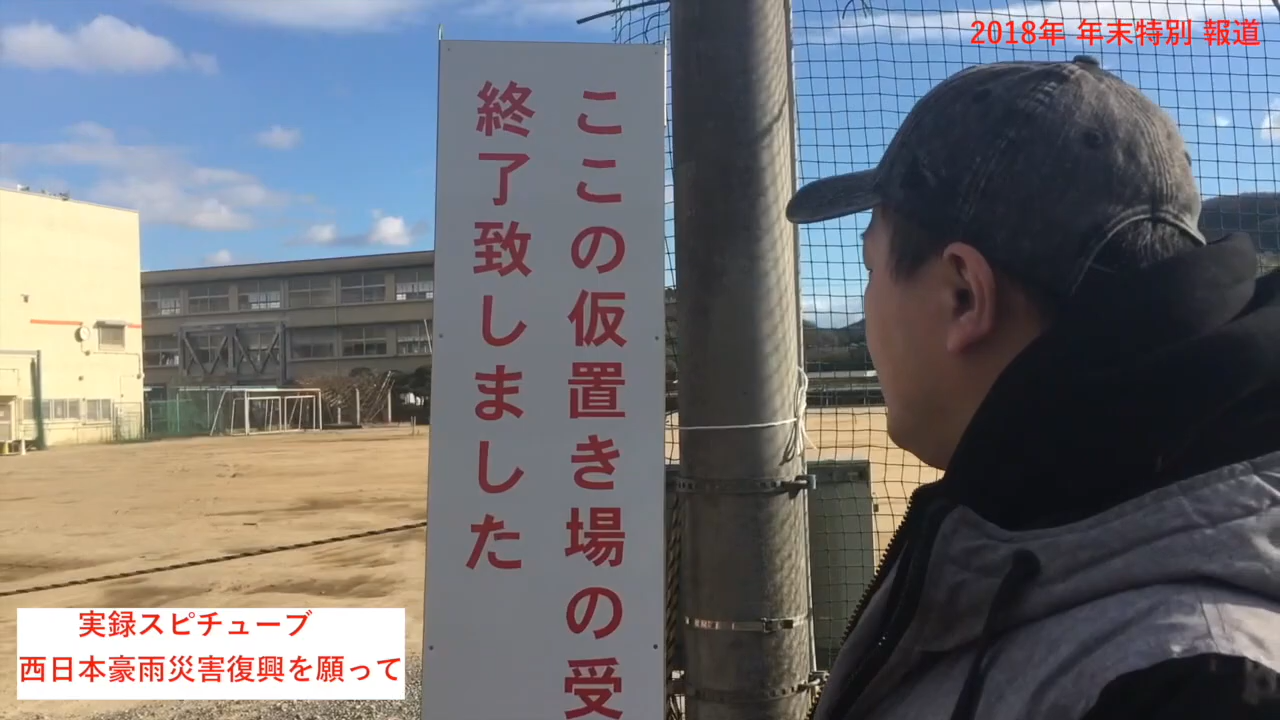 2018年 年末特別 報道
ここの仮置き場の受
終了致しました
実録スピチューブ
西日本豪雨災害復興を願って